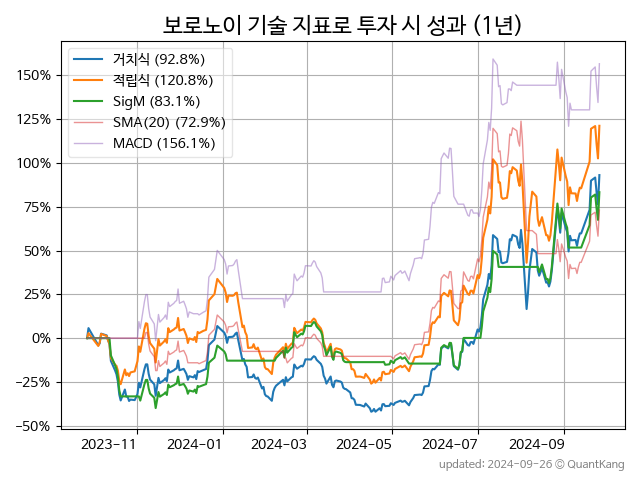 보로노이 기술 지표로 투자 시 성과 (1년)
거치식 (92.8%)
적립식 (120.8%)
SigM (83.1%)
SMA(20) (72.9%)
MACD (156.1%)
150%
125%
100%
75%
50%
25%
0%
−25%
−50%
2023-11 2024-01 2024-03 2024-05 2024-07 2024-09
updated: 2024-09-26 © QuantKang